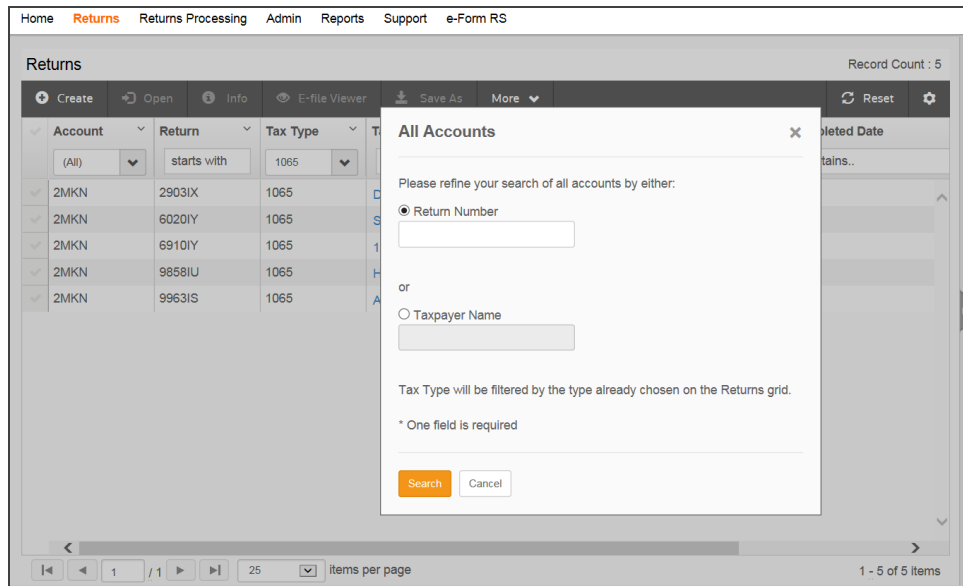 Home Returns Returns Processing Admin Reports Support e-Form RS
Returns Record Count : 5
Create Open Info E-file Viewer Save As More Reset
Account Return Tax Type
(All) starts with 1065 tains..
2MKN 2903IX 1065
2MKN 6020IY 1065
2MKN 6910IY 1065
2MKN 9858IU 1065
2MKN 9963IS 1065
All Accounts
Please refine your search of all accounts by either:
Return Number
or
Taxpayer Name
Tax Type will be filtered by the type already chosen on the Returns grid.
* One field is required
Search Cancel
pleted Date
1 / 1 25 items per page 1 - 5 of 5 items